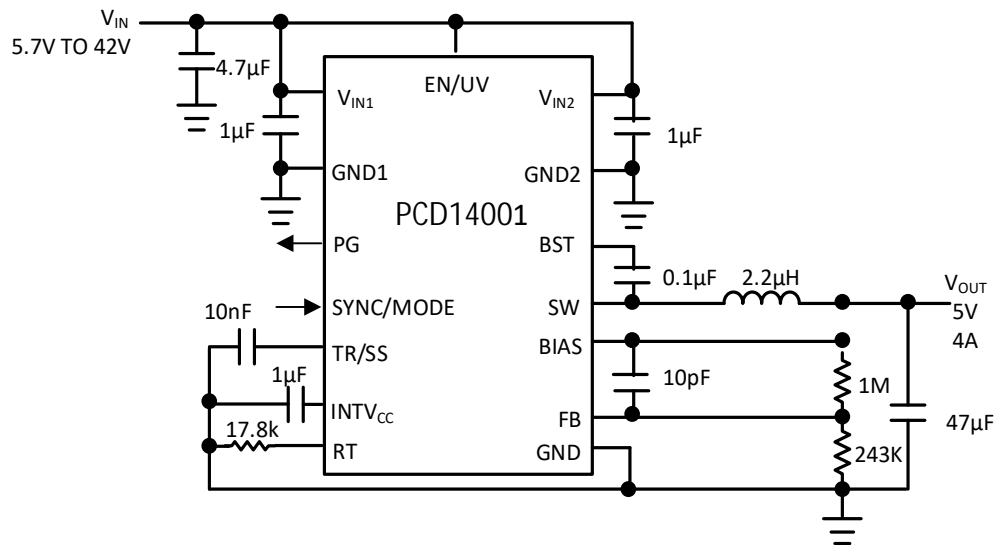 VIN
5.7V TO 42V
4.7µF
EN/UV
VIN1
VIN2
1µF
1µF
GND1
GND2
PCD14001
PG
BST
0.1µF
2.2µH
SYNC/MODE
SW
VOUT
5V
4A
10nF
TR/SS
BIAS
1µF
10pF
1M
INTVCC
FB
47µF
17.8k
RT
GND
243K